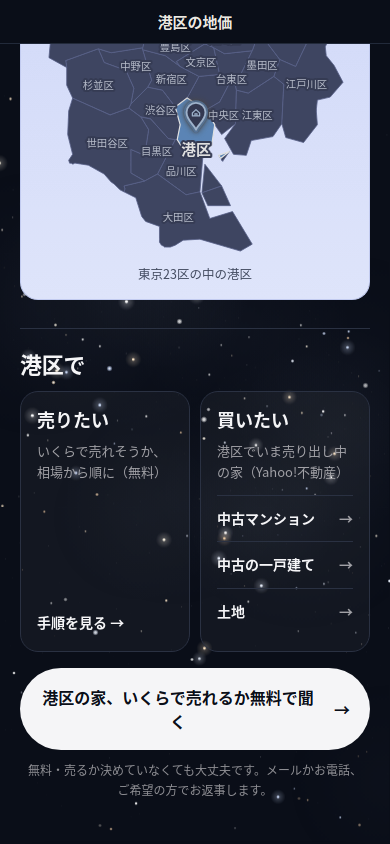 港区の地価
豊島区
中野区
文京区
墨田区
杉並区
新宿区
台東区
江戸川区
渋谷区
中央区
江東区
世田谷区
目黒区
港区
品川区
大田区
東京23区の中の港区
港区で
売りたい
いくらで売れそうか、
相場から順に（無料）
手順を見る →
買いたい
港区でいま売り出し中
の家（Yahoo!不動産）
中古マンション →
中古の一戸建て →
土地 →
港区の家、いくらで売れるか無料で聞
く →
無料・売るか決めていなくても大丈夫です。メールかお電話、
ご希望の方でお返事します。